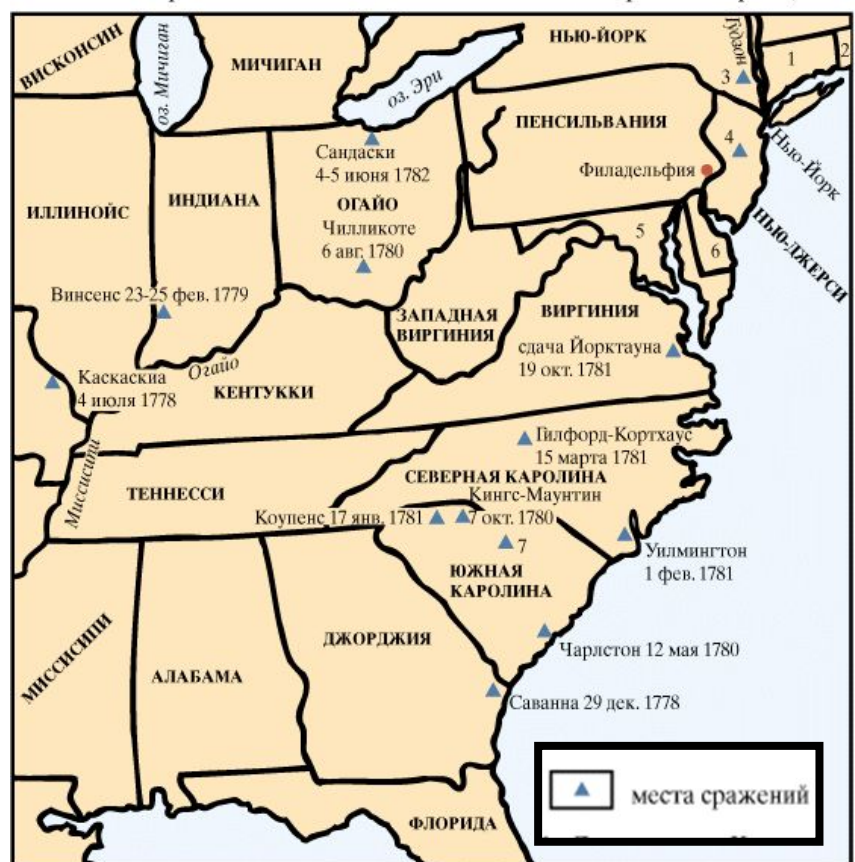 ВИСКОНСИН
оз. Мичиган
МИЧИГАН
оз. Эри
НЬЮ-ЙОРК
Гудзон
1
2
3
ПЕНСИЛЬВАНИЯ
4
Филадельфия
Нью-Йорк
НЬЮ-ДЖЕРСИ
Сандаски
4-5 июня 1782
ИЛЛИНОЙС
ИНДИАНА
ОГАЙО
Чилликоте
6 авг. 1780
5
6
Винсенс 23-25 фев. 1779
ЗАПАДНАЯ
ВИРГИНИЯ
ВИРГИНИЯ
сдача Йорктауна
19 окт. 1781
Огайо
Каскаскиа
4 июля 1778
КЕНТУККИ
Гилфорд-Кортхаус
15 марта 1781
Миссисипи
ТЕННЕССИ
СЕВЕРНАЯ КАРОЛИНА
Кингс-Маунтин
7 окт. 1780
Коупенс 17 янв. 1781
7
Уилмингтон
1 фев. 1781
ЮЖНАЯ
КАРОЛИНА
МИССИСИПИ
АЛАБАМА
ДЖОРДЖИЯ
Чарлстон 12 мая 1780
Саванна 29 дек. 1778
места сражений
ФЛОРИДА